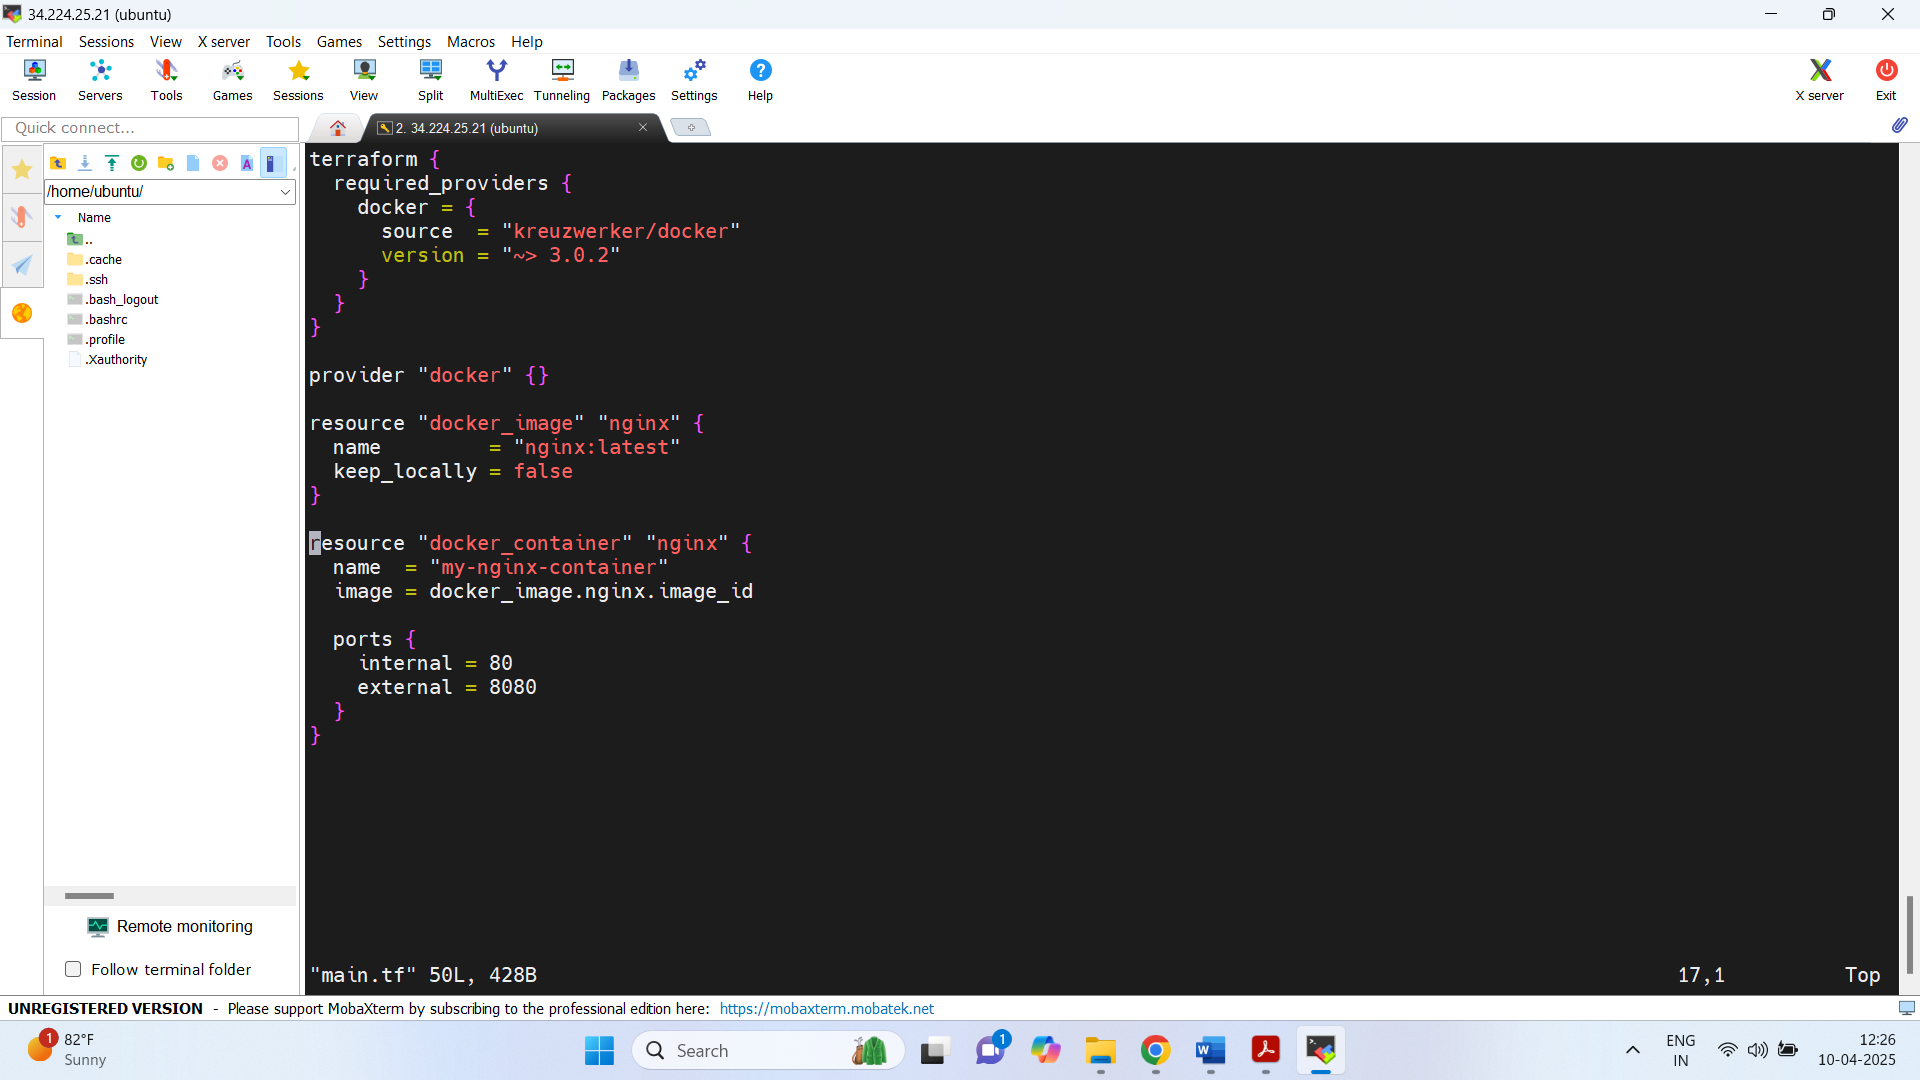 34.224.25.21 (ubuntu)
Terminal Sessions View X server Tools Games Settings Macros Help
Session Servers Tools Games Sessions View Split MultiExec Tunneling Packages Settings Help X server Exit
Quick connect...
2. 34.224.25.21 (ubuntu)
/home/ubuntu/
Name
..
.cache
.ssh
.bash_logout
.bashrc
.profile
.Xauthority
Remote monitoring
Follow terminal folder
terraform {
  required_providers {
    docker = {
      source  = "kreuzwerker/docker"
      version = "~> 3.0.2"
    }
  }
}
provider "docker" {}
resource "docker_image" "nginx" {
  name         = "nginx:latest"
  keep_locally = false
}
resource "docker_container" "nginx" {
  name  = "my-nginx-container"
  image = docker_image.nginx.image_id
  ports {
    internal = 80
    external = 8080
  }
}
"main.tf" 50L, 428B 17,1 Top
UNREGISTERED VERSION - Please support MobaXterm by subscribing to the professional edition here: https://mobaxterm.mobatek.net
1
82°F
Sunny
Search
1
ENG
IN
12:26
10-04-2025